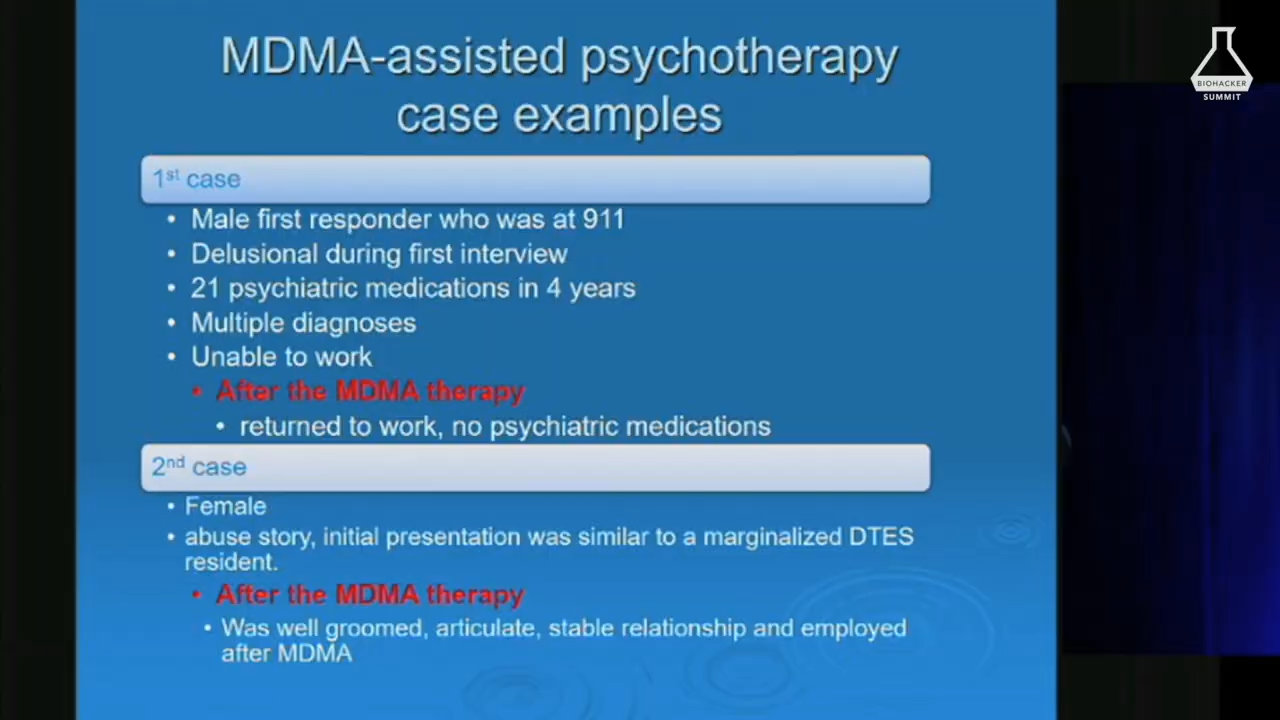 MDMA-assisted psychotherapy
case examples
1st case
• Male first responder who was at 911
• Delusional during first interview
• 21 psychiatric medications in 4 years
• Multiple diagnoses
• Unable to work
• After the MDMA therapy
• returned to work, no psychiatric medications
2nd case
• Female
• abuse story, initial presentation was similar to a marginalized DTES
resident.
• After the MDMA therapy
• Was well groomed, articulate, stable relationship and employed
after MDMA
BIOHACKER
SUMMIT